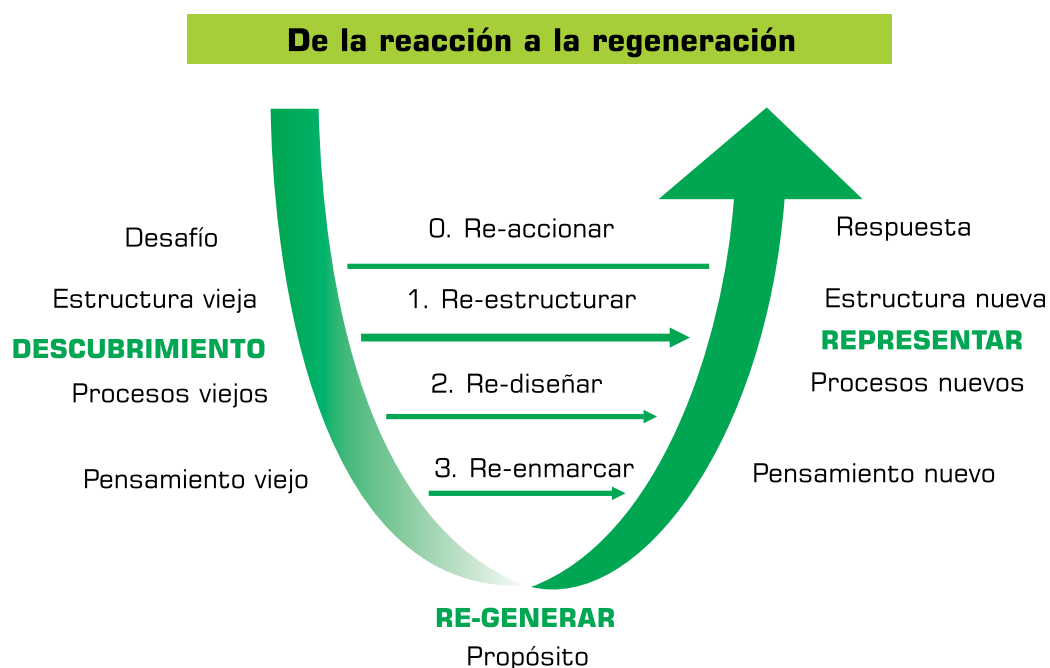 De la reacción a la regeneración
Desafío
0. Re-accionar
Respuesta
Estructura vieja
1. Re-estructurar
Estructura nueva
DESCUBRIMIENTO
REPRESENTAR
Procesos viejos
2. Re-diseñar
Procesos nuevos
Pensamiento viejo
3. Re-enmarcar
Pensamiento nuevo
RE-GENERAR
Propósito